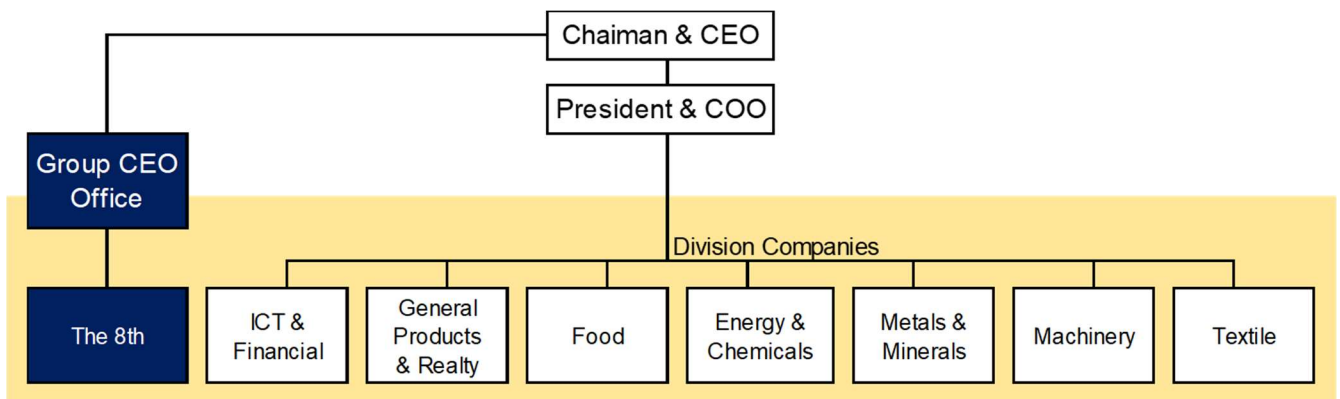 Chaiman & CEO
President & COO
Group CEO
Office
Division Companies
The 8th
ICT &
Financial
General
Products
& Realty
Food
Energy &
Chemicals
Metals &
Minerals
Machinery
Textile